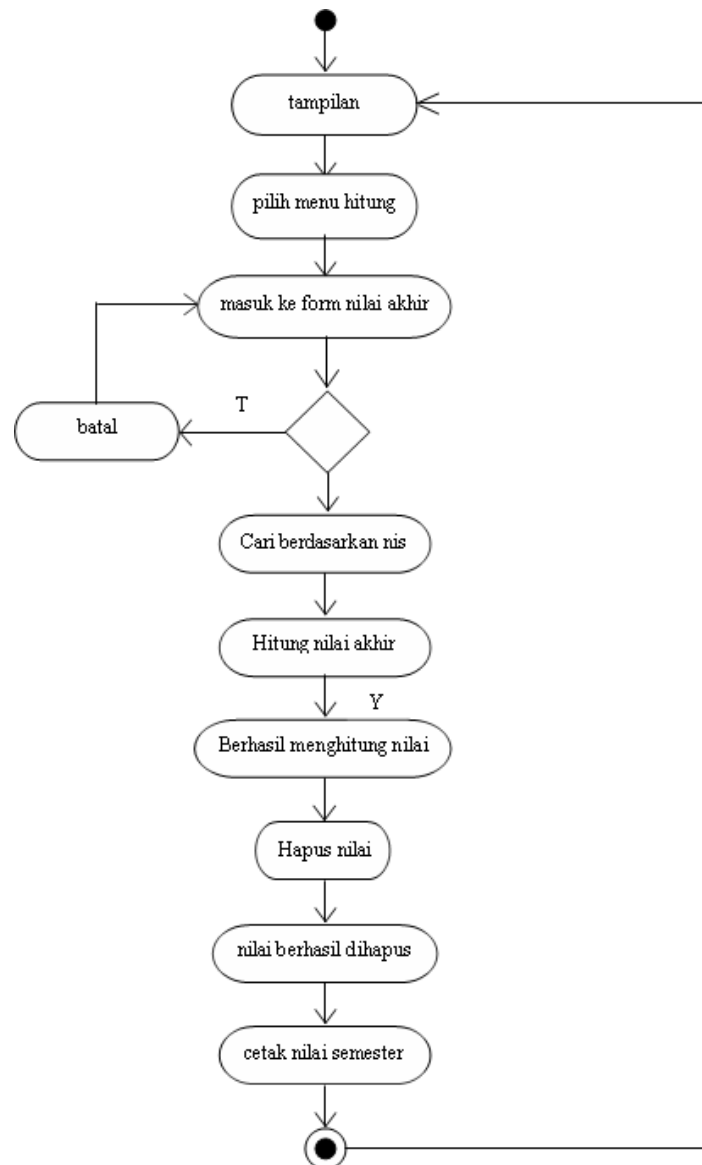 tampilan
pilih menu hitung
masuk ke form nilai akhir
T
batal
Cari berdasarkan nis
Hitung nilai akhir
Y
Berhasil menghitung nilai
Hapus nilai
nilai berhasil dihapus
cetak nilai semester